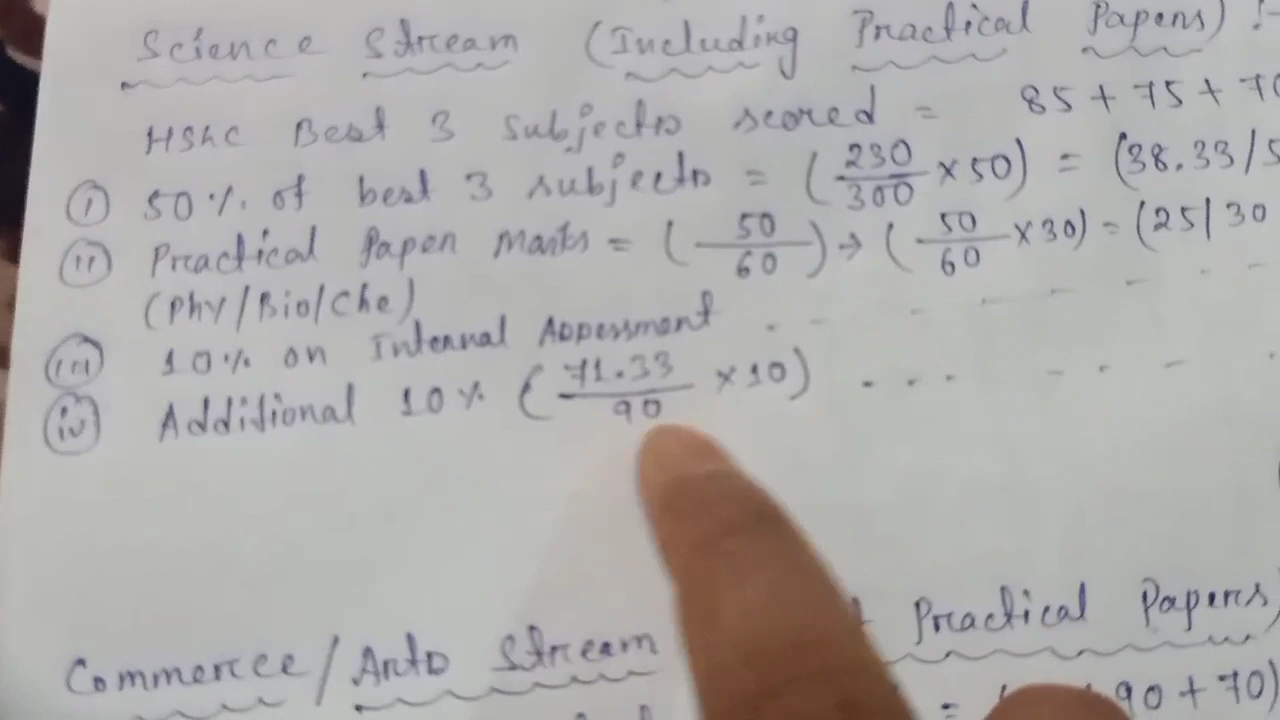 Science Stream (Including Practical Papers) :-
HSLC Best 3 subjects scored = 85 + 75 + 70
(i) 50% of best 3 subjects = (230/300 × 50) = (38.33/5
(ii) Practical Paper Marks = (50/60) → (50/60 × 30) = (25/30
(Phy/Bio/Che)
(iii) 10% on Internal Assessment . . . . . . . .
(iv) Additional 10% (71.33/90 × 10) . . . . . .
Commerce/Arts Stream Practical Papers
= 90 + 70)